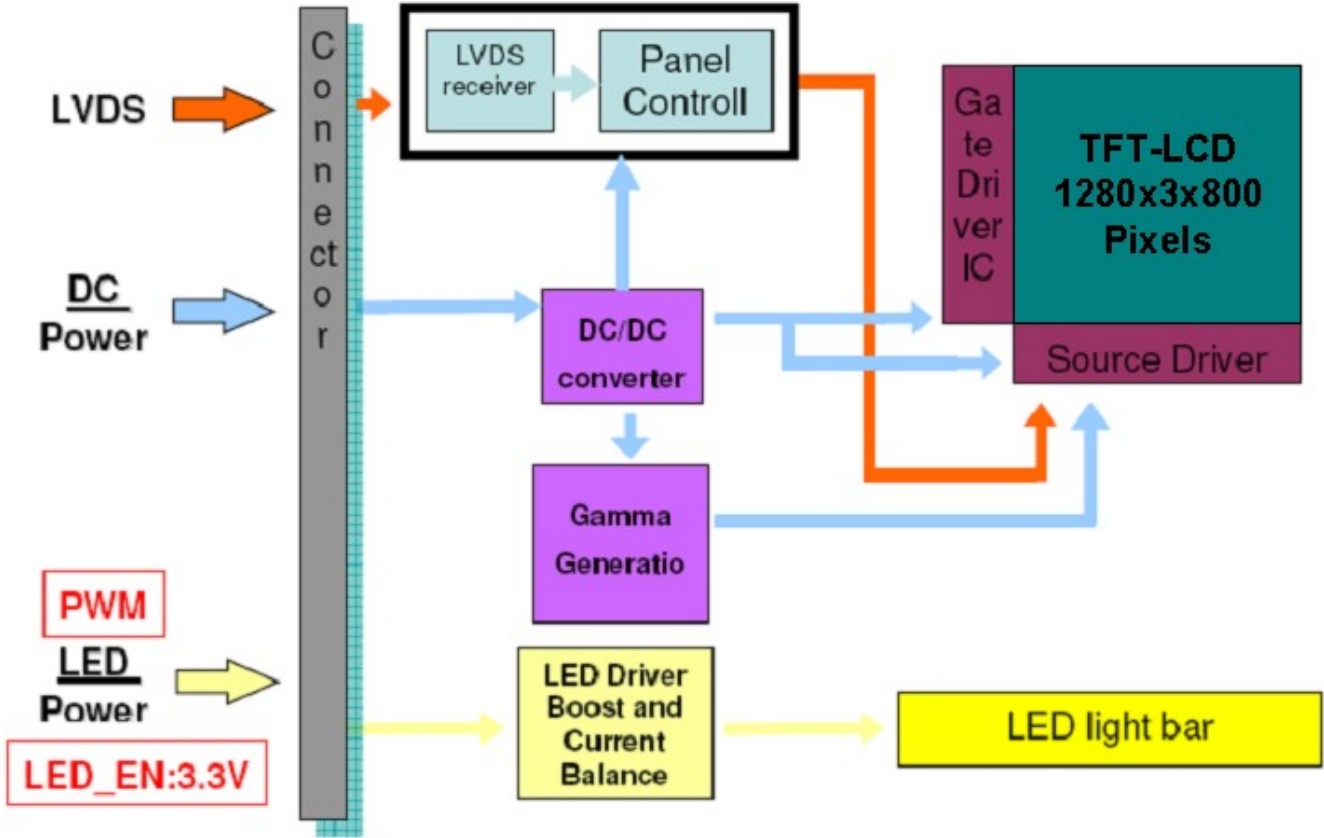 LVDS
DC
Power
PWM
LED
Power
LED_EN:3.3V
C
o
n
n
e
ct
o
r
LVDS
receiver
Panel
Controll
DC/DC
converter
Gamma
Generatio
LED Driver
Boost and
Current
Balance
Ga
te
Dri
ver
IC
TFT-LCD
1280x3x800
Pixels
Source Driver
LED light bar